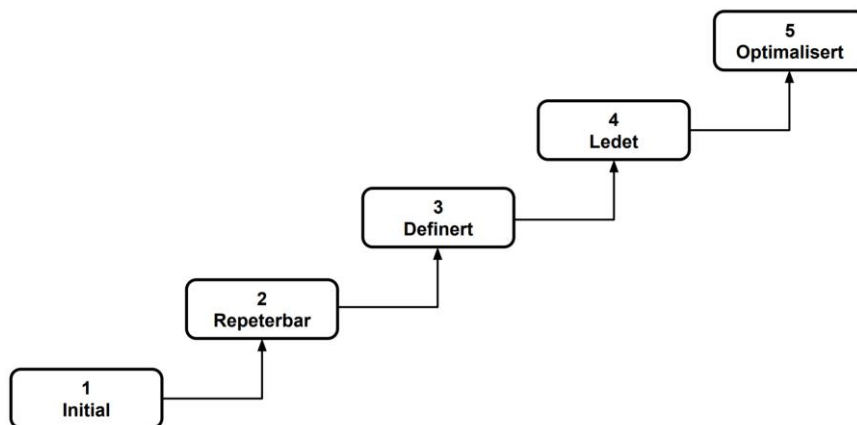 5
Optimalisert
4
Ledet
3
Definert
2
Repeterbar
1
Initial